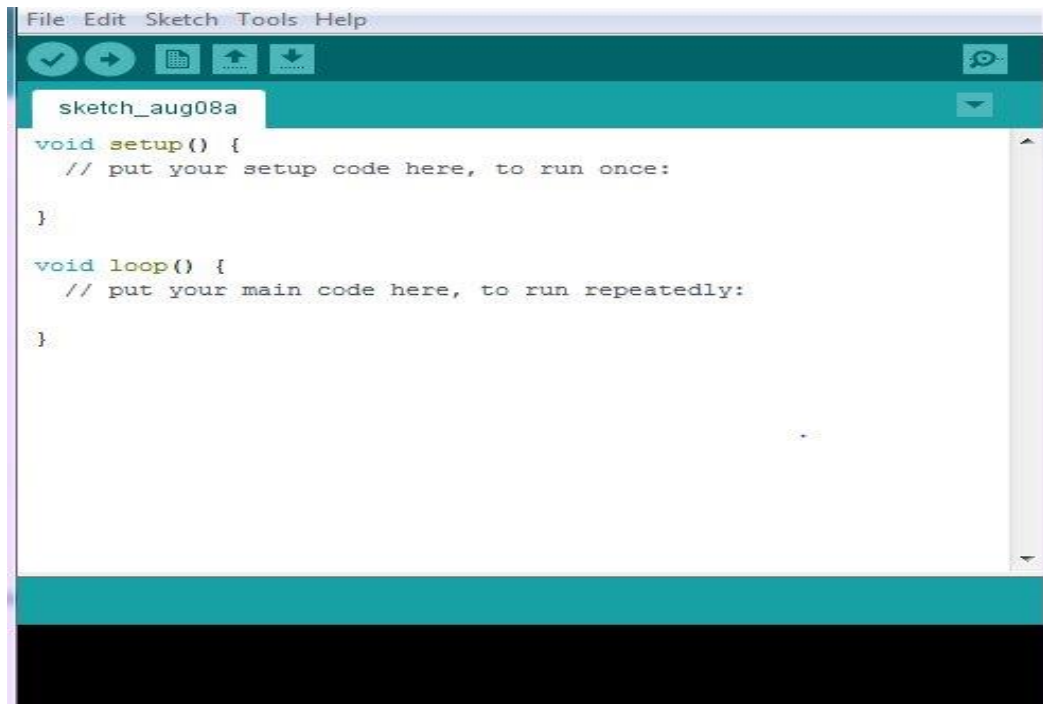 File Edit Sketch Tools Help
sketch_aug08a
void setup() {
  // put your setup code here, to run once:
}
void loop() {
  // put your main code here, to run repeatedly:
}